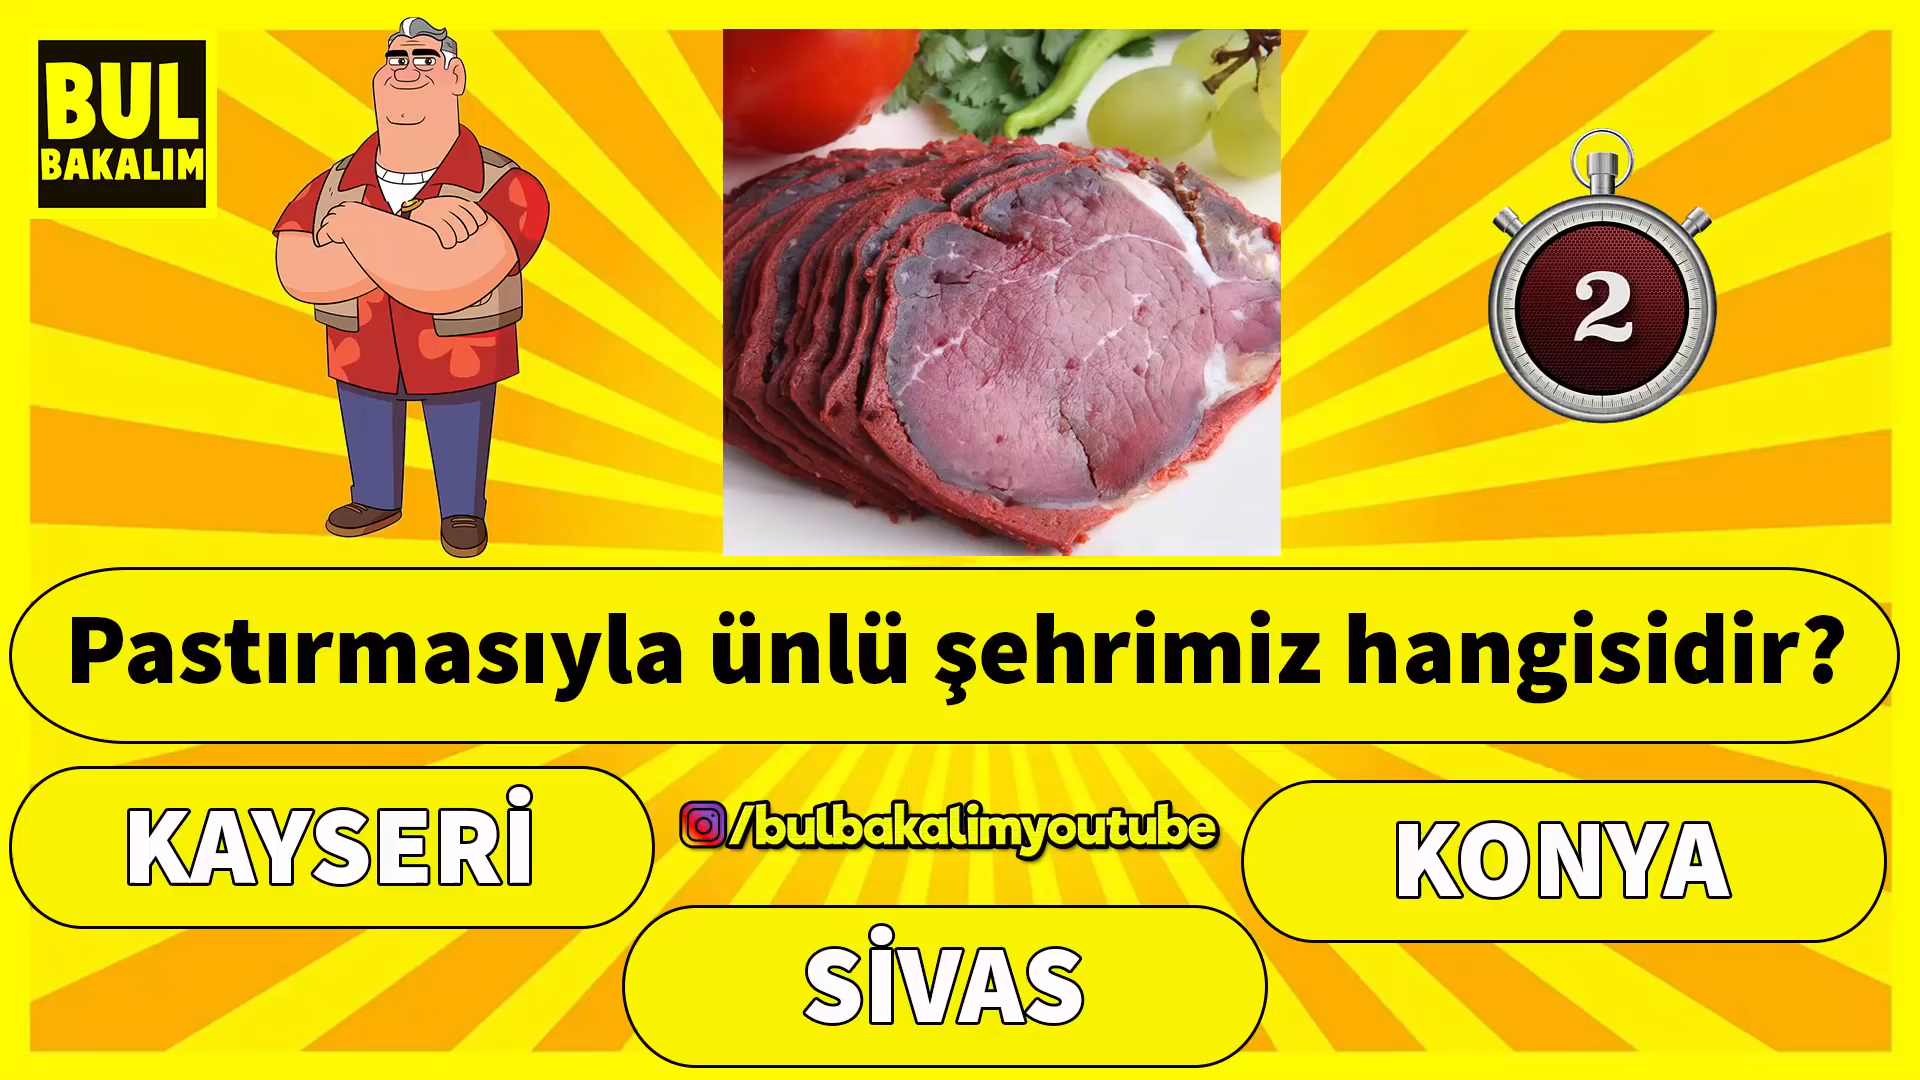 BUL
BAKALIM
2
Pastırmasıyla ünlü şehrimiz hangisidir?
KAYSERİ
/bulbakalimyoutube
KONYA
SİVAS